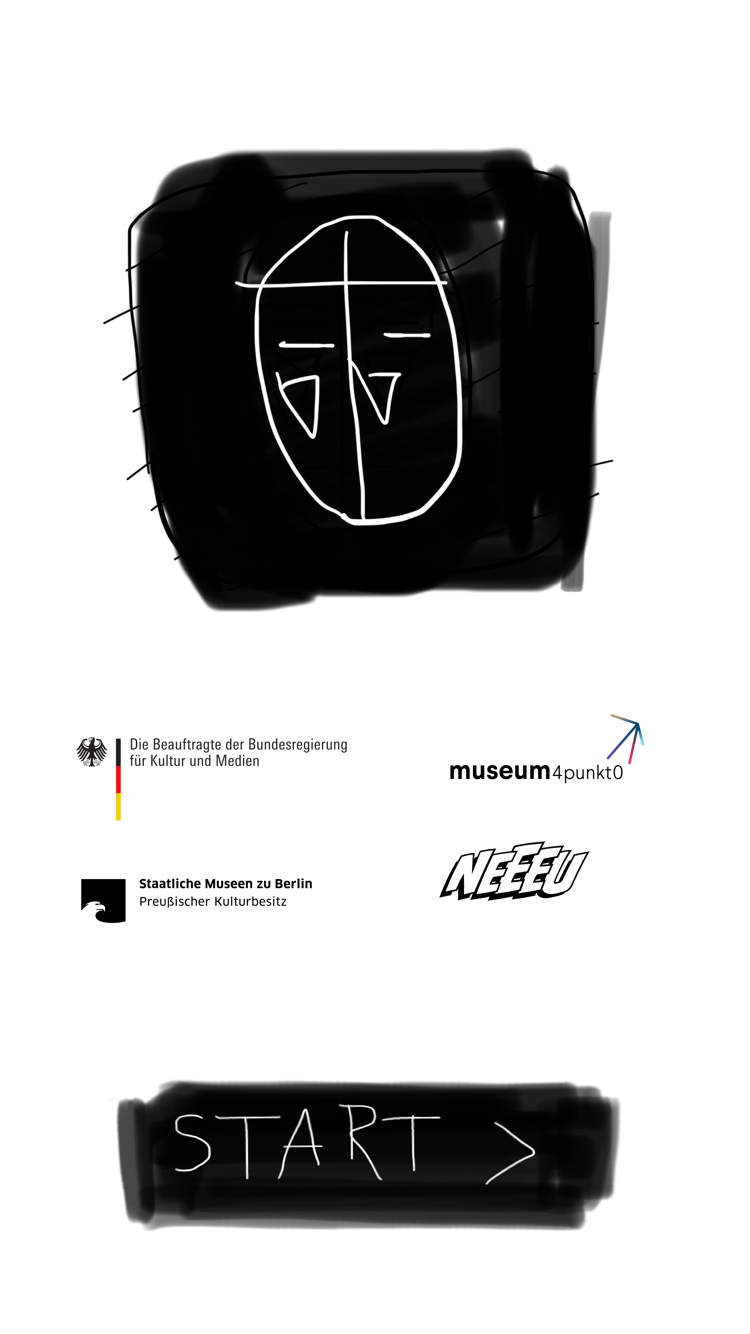 Die Beauftragte der Bundesregierung
für Kultur und Medien
museum4punkt0
Staatliche Museen zu Berlin
Preußischer Kulturbesitz
NEEEU
START >